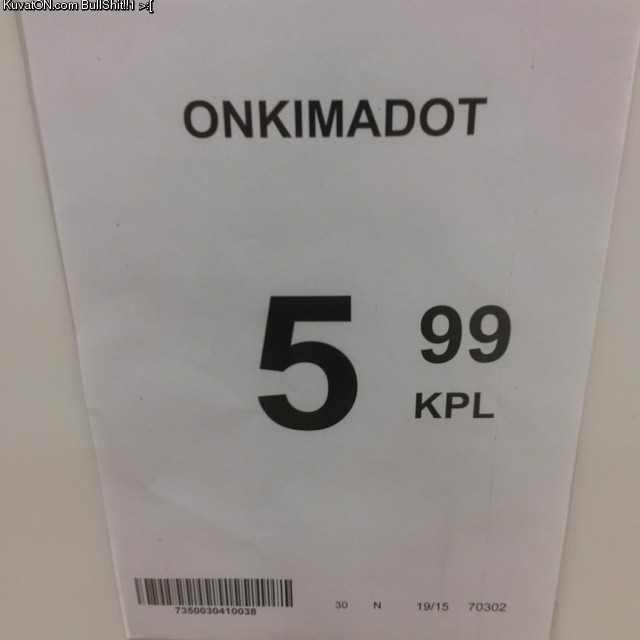 KuvatON.com BullShit!!1 >:[
ONKIMADOT
5 99
KPL
7350030410038 30 N 19/15 70302